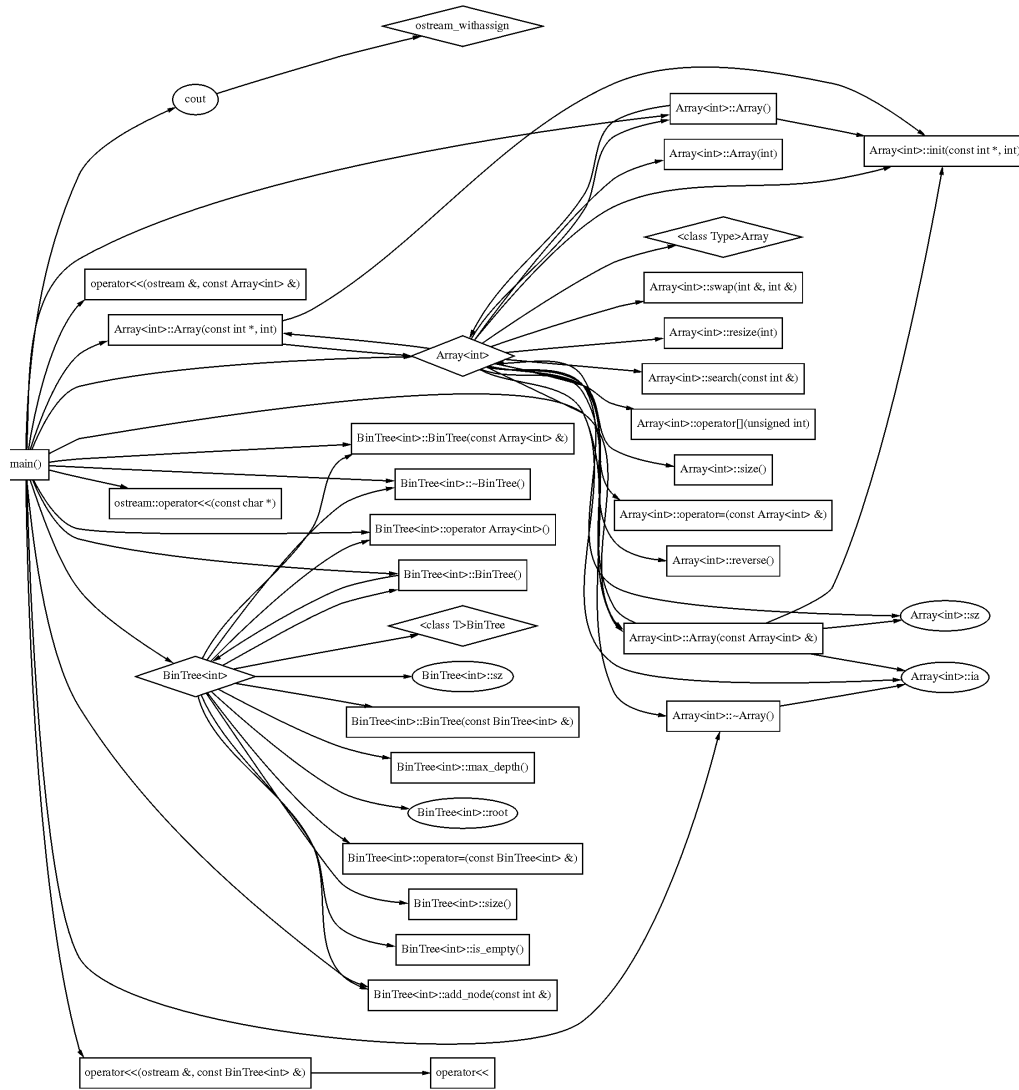 ostream_withassign
cout
Array<int>::Array()
Array<int>::Array(int)
Array<int>::init(const int *, int)
<class Type>Array
operator<<(ostream &, const Array<int> &)
Array<int>::swap(int &, int &)
Array<int>::Array(const int *, int)
Array<int>::resize(int)
Array<int>
Array<int>::search(const int &)
Array<int>::operator[](unsigned int)
BinTree<int>::BinTree(const Array<int> &)
main()
Array<int>::size()
BinTree<int>::~BinTree()
ostream::operator<<(const char *)
Array<int>::operator=(const Array<int> &)
BinTree<int>::operator Array<int>()
Array<int>::reverse()
BinTree<int>::BinTree()
Array<int>::sz
<class T>BinTree
Array<int>::Array(const Array<int> &)
BinTree<int>
BinTree<int>::sz
Array<int>::ia
BinTree<int>::BinTree(const BinTree<int> &)
Array<int>::~Array()
BinTree<int>::max_depth()
BinTree<int>::root
BinTree<int>::operator=(const BinTree<int> &)
BinTree<int>::size()
BinTree<int>::is_empty()
BinTree<int>::add_node(const int &)
operator<<(ostream &, const BinTree<int> &)
operator<<